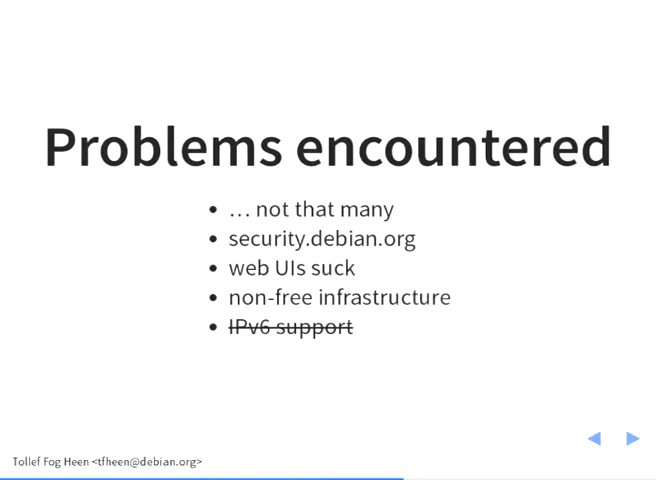 Problems encountered
… not that many
security.debian.org
web UIs suck
non-free infrastructure
IPv6 support
Tollef Fog Heen <tfheen@debian.org>